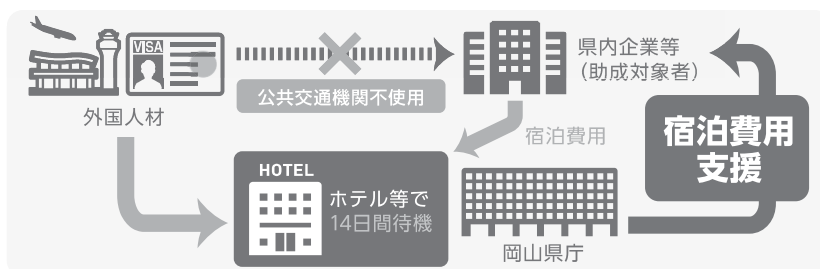 VISA
外国人材
公共交通機関不使用
県内企業等
（助成対象者）
宿泊費用
HOTEL
ホテル等で
14日間待機
岡山県庁
宿泊費用
支援